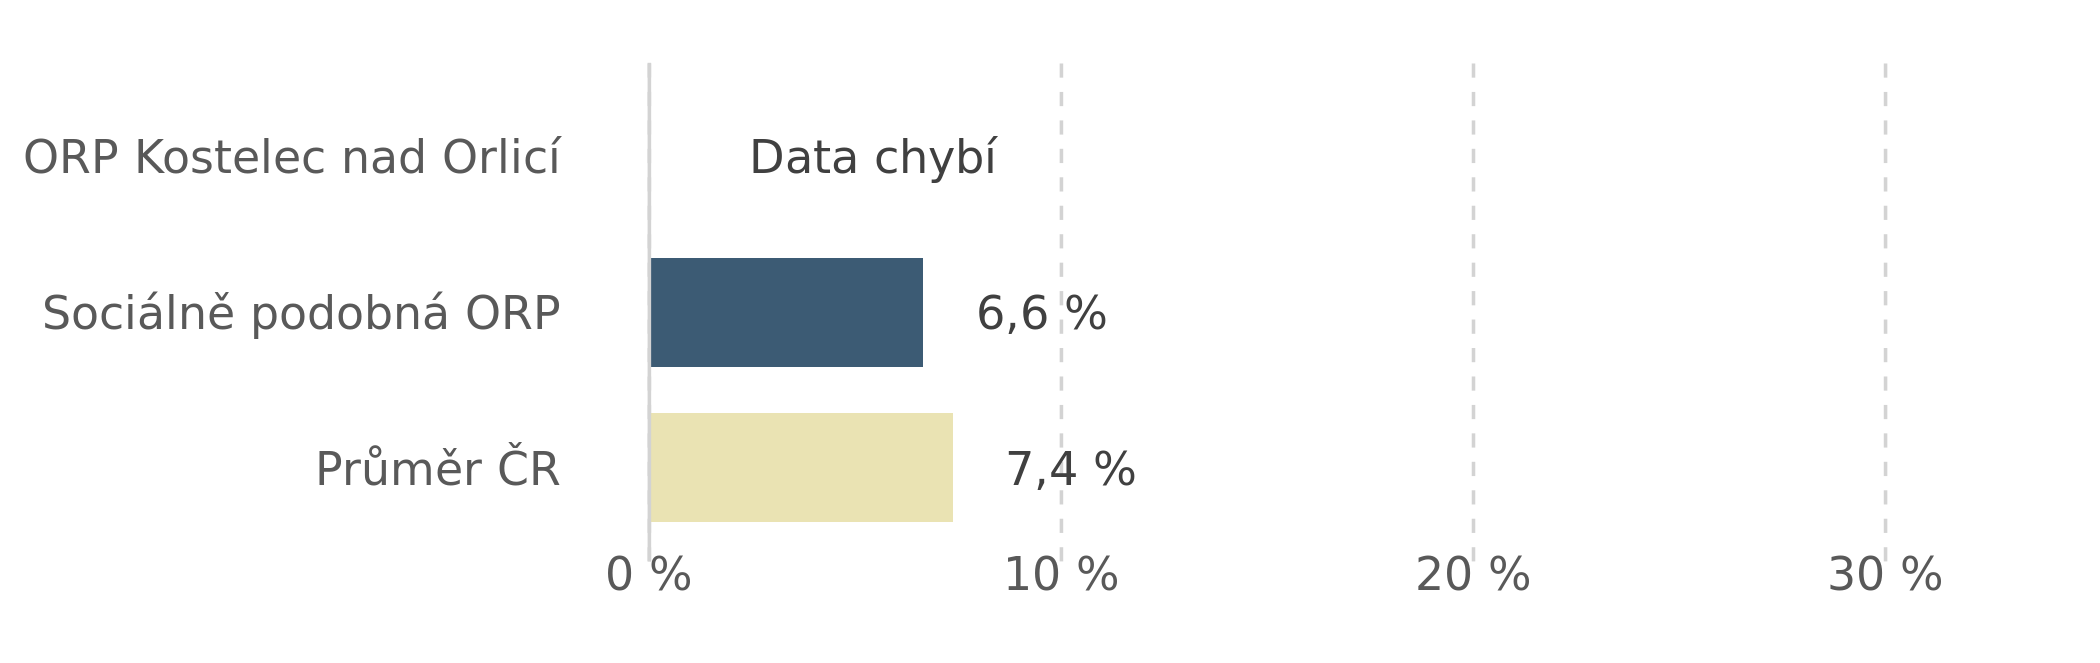 ORP Kostelec nad Orlicí
Data chybí
Sociálně podobná ORP
6,6 %
Průměr ČR
7,4 %
0 %
10 %
20 %
30 %